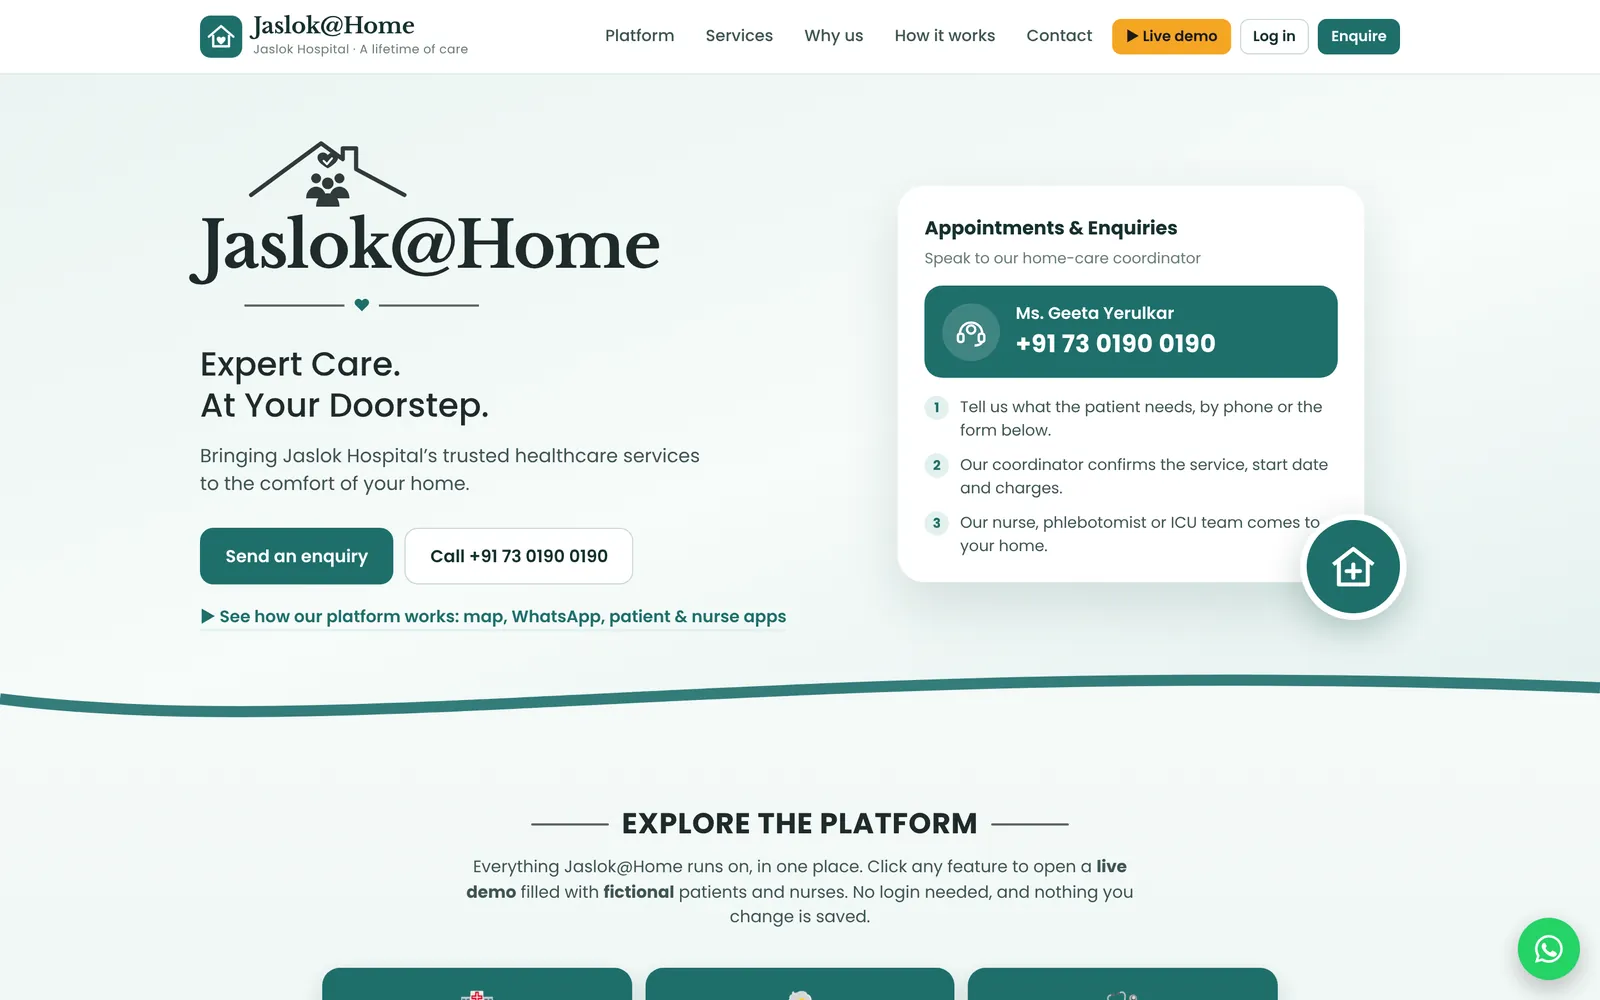 Jaslok@Home
Jaslok Hospital · A lifetime of care
Platform
Services
Why us
How it works
Contact
▶ Live demo
Log in
Enquire
Jaslok@Home
Expert Care.
At Your Doorstep.
Bringing Jaslok Hospital’s trusted healthcare services
to the comfort of your home.
Send an enquiry
Call +91 73 0190 0190
▶ See how our platform works: map, WhatsApp, patient & nurse apps
Appointments & Enquiries
Speak to our home-care coordinator
Ms. Geeta Yerulkar
+91 73 0190 0190
1 Tell us what the patient needs, by phone or the
form below.
2 Our coordinator confirms the service, start date
and charges.
3 Our nurse, phlebotomist or ICU team comes to
your home.
EXPLORE THE PLATFORM
Everything Jaslok@Home runs on, in one place. Click any feature to open a live
demo filled with fictional patients and nurses. No login needed, and nothing you
change is saved.